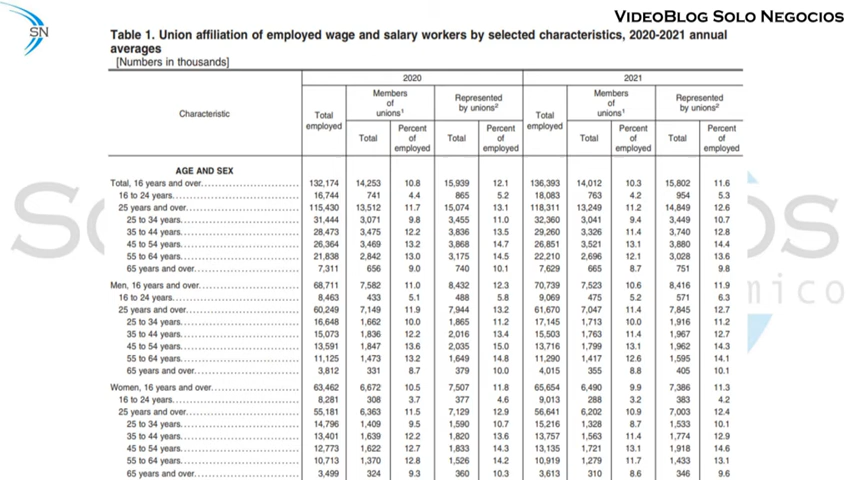 SN
VIDEOBLOG SOLO NEGOCIOS
Table 1. Union affiliation of employed wage and salary workers by selected characteristics, 2020-2021 annual
averages
[Numbers in thousands]
Characteristic
2020
2021
Total employed
Members of unions¹
Represented by unions²
Total employed
Members of unions¹
Represented by unions²
Total
Percent of employed
Total
Percent of employed
Total
Percent of employed
Total
Percent of employed
AGE AND SEX
Total, 16 years and over 132,174 14,253 10.8 15,939 12.1 136,393 14,012 10.3 15,802 11.6
16 to 24 years 16,744 741 4.4 865 5.2 18,083 763 4.2 954 5.3
25 years and over 115,430 13,512 11.7 15,074 13.1 118,311 13,249 11.2 14,849 12.6
25 to 34 years 31,444 3,071 9.8 3,455 11.0 32,360 3,041 9.4 3,449 10.7
35 to 44 years 28,473 3,475 12.2 3,836 13.5 29,260 3,326 11.4 3,740 12.8
45 to 54 years 26,364 3,469 13.2 3,868 14.7 26,851 3,521 13.1 3,880 14.4
55 to 64 years 21,838 2,842 13.0 3,175 14.5 22,210 2,696 12.1 3,028 13.6
65 years and over 7,311 656 9.0 740 10.1 7,629 665 8.7 751 9.8
Men, 16 years and over 68,711 7,582 11.0 8,432 12.3 70,739 7,523 10.6 8,416 11.9
16 to 24 years 8,463 433 5.1 488 5.8 9,069 475 5.2 571 6.3
25 years and over 60,249 7,149 11.9 7,944 13.2 61,670 7,047 11.4 7,845 12.7
25 to 34 years 16,648 1,662 10.0 1,865 11.2 17,145 1,713 10.0 1,916 11.2
35 to 44 years 15,073 1,836 12.2 2,016 13.4 15,503 1,763 11.4 1,967 12.7
45 to 54 years 13,591 1,847 13.6 2,035 15.0 13,716 1,799 13.1 1,962 14.3
55 to 64 years 11,125 1,473 13.2 1,649 14.8 11,290 1,417 12.6 1,595 14.1
65 years and over 3,812 331 8.7 379 10.0 4,015 355 8.8 405 10.1
Women, 16 years and over 63,462 6,672 10.5 7,507 11.8 65,654 6,490 9.9 7,386 11.3
16 to 24 years 8,281 308 3.7 377 4.6 9,013 288 3.2 383 4.2
25 years and over 55,181 6,363 11.5 7,129 12.9 56,641 6,202 10.9 7,003 12.4
25 to 34 years 14,796 1,409 9.5 1,590 10.7 15,216 1,328 8.7 1,533 10.1
35 to 44 years 13,401 1,639 12.2 1,820 13.6 13,757 1,563 11.4 1,774 12.9
45 to 54 years 12,773 1,622 12.7 1,833 14.3 13,135 1,721 13.1 1,918 14.6
55 to 64 years 10,713 1,370 12.8 1,526 14.2 10,919 1,279 11.7 1,433 13.1
65 years and over 3,499 324 9.3 360 10.3 3,613 310 8.6 346 9.6